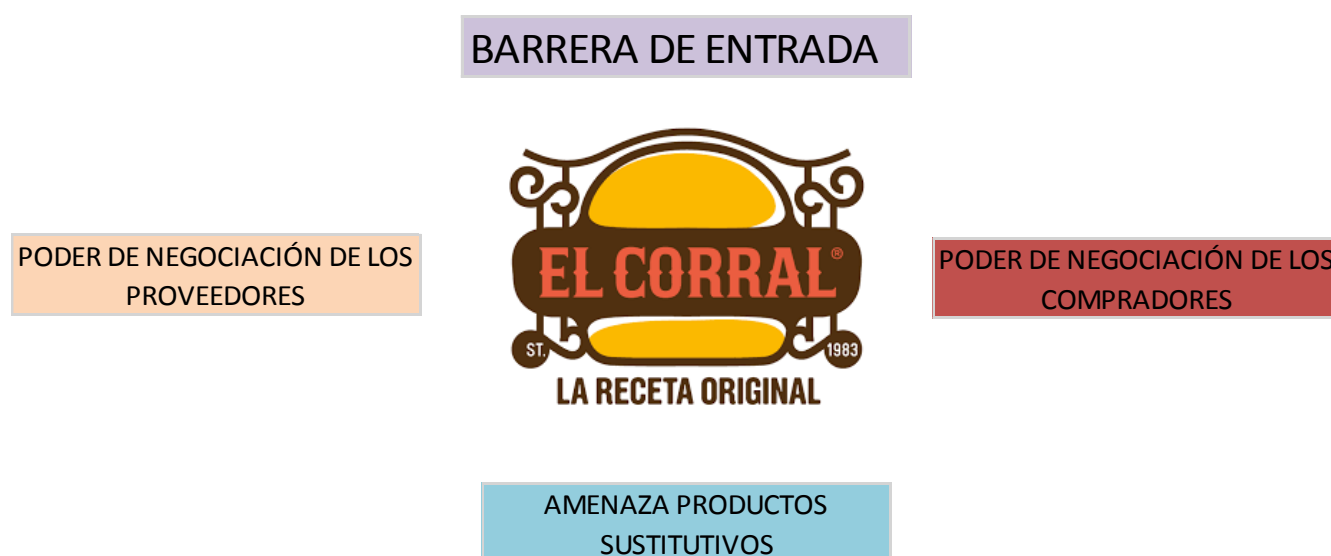 BARRERA DE ENTRADA
PODER DE NEGOCIACIÓN DE LOS
PROVEEDORES
EL CORRAL®
ST. 1983
LA RECETA ORIGINAL
PODER DE NEGOCIACIÓN DE LOS
COMPRADORES
AMENAZA PRODUCTOS
SUSTITUTIVOS